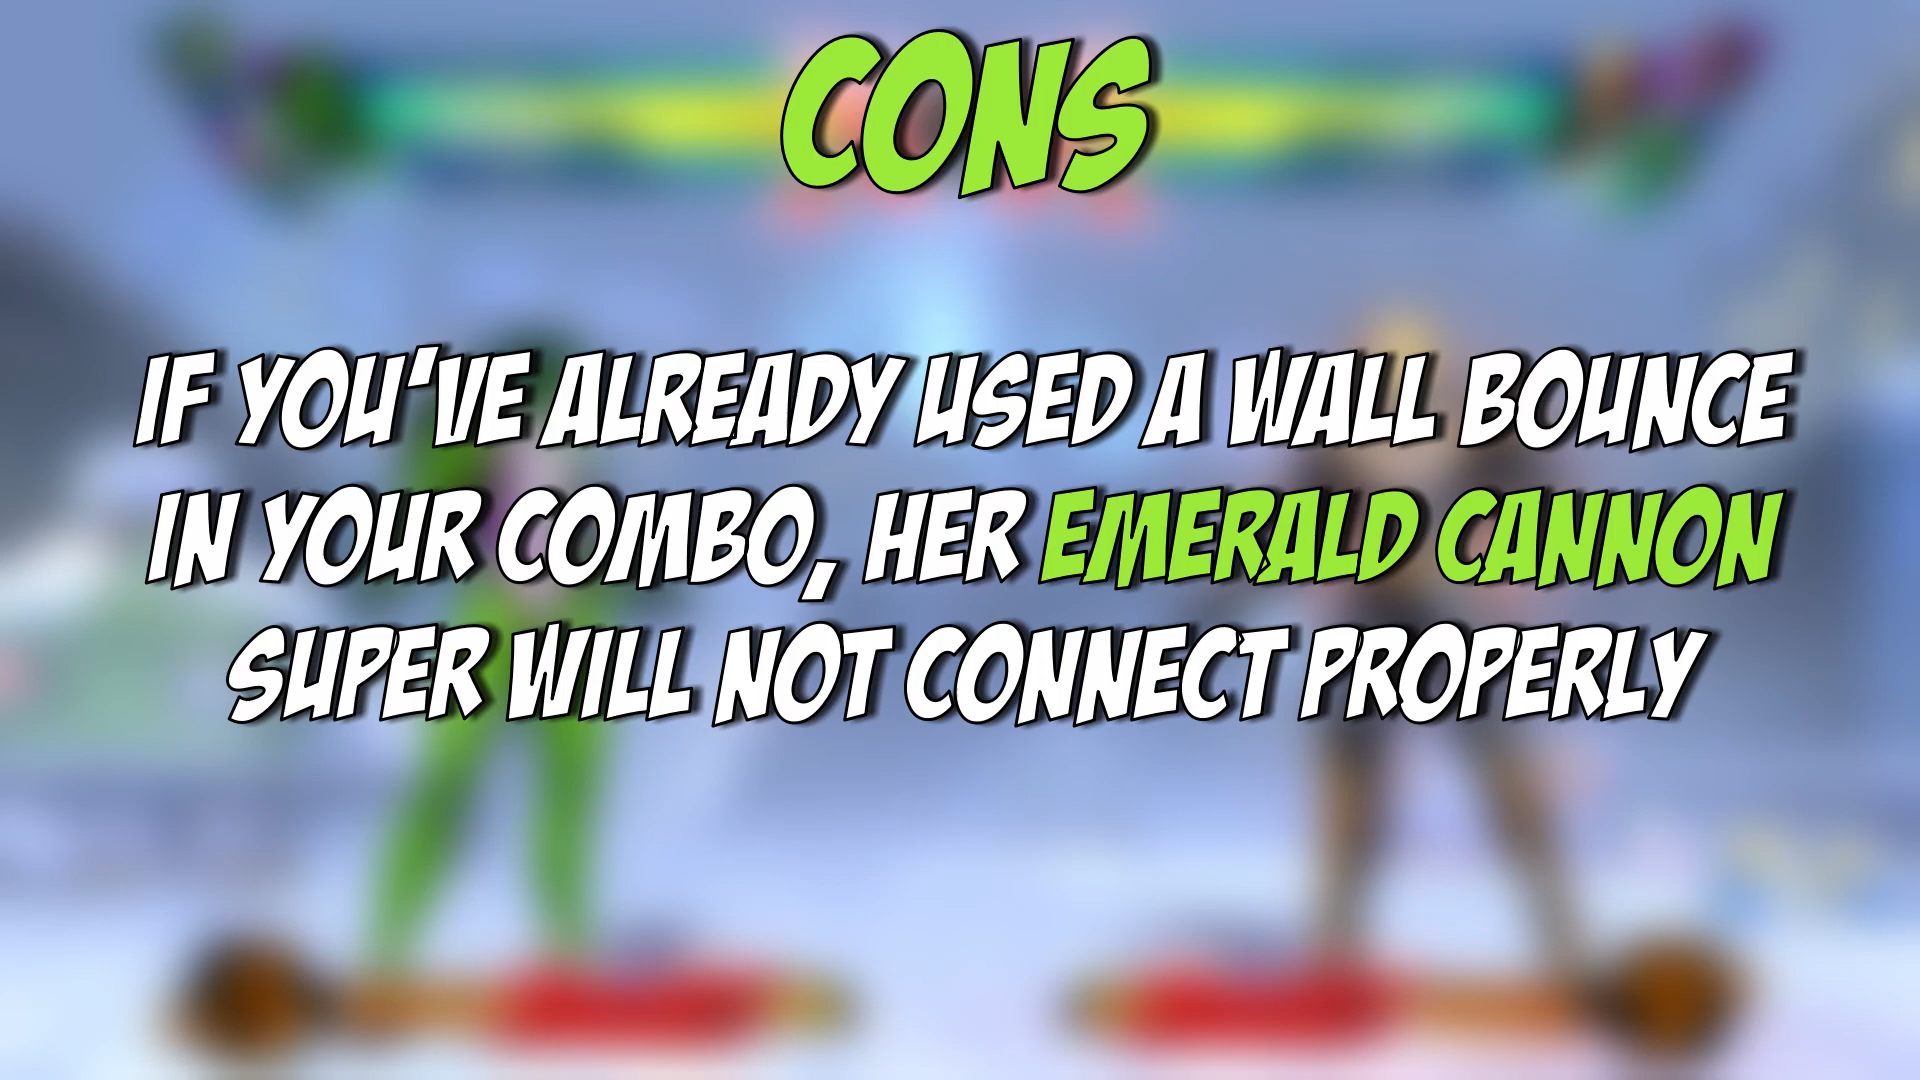 CONS
IF YOU'VE ALREADY USED A WALL BOUNCE
IN YOUR COMBO, HER EMERALD CANNON
SUPER WILL NOT CONNECT PROPERLY